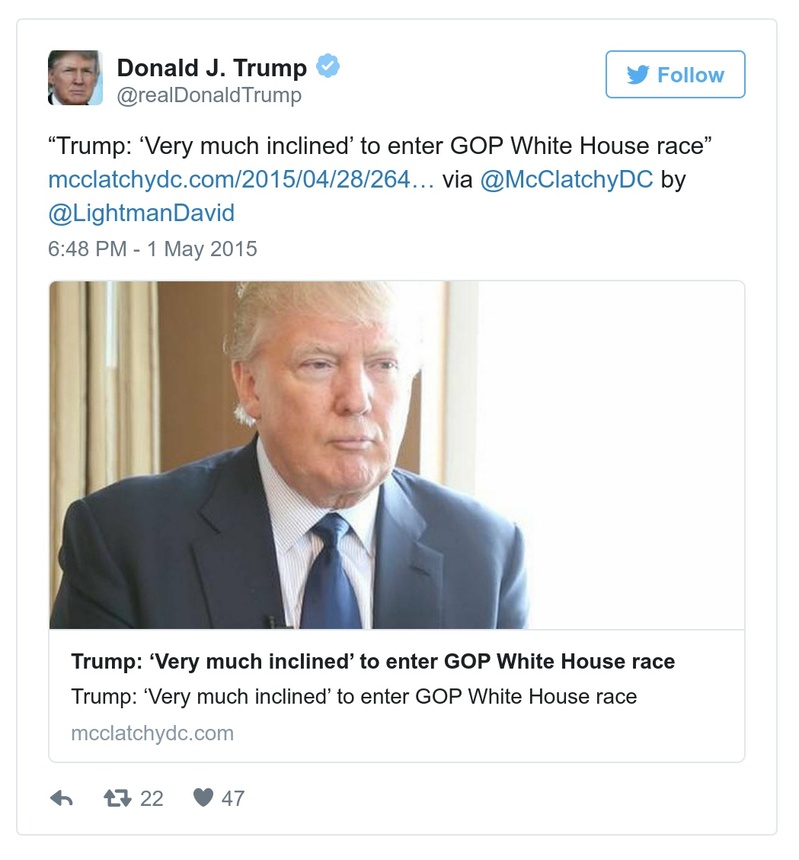 Donald J. Trump
@realDonaldTrump
Follow
“Trump: ‘Very much inclined’ to enter GOP White House race”
mcclatchydc.com/2015/04/28/264… via @McClatchyDC by
@LightmanDavid
6:48 PM - 1 May 2015
Trump: ‘Very much inclined’ to enter GOP White House race
Trump: ‘Very much inclined’ to enter GOP White House race
mcclatchydc.com
22 47